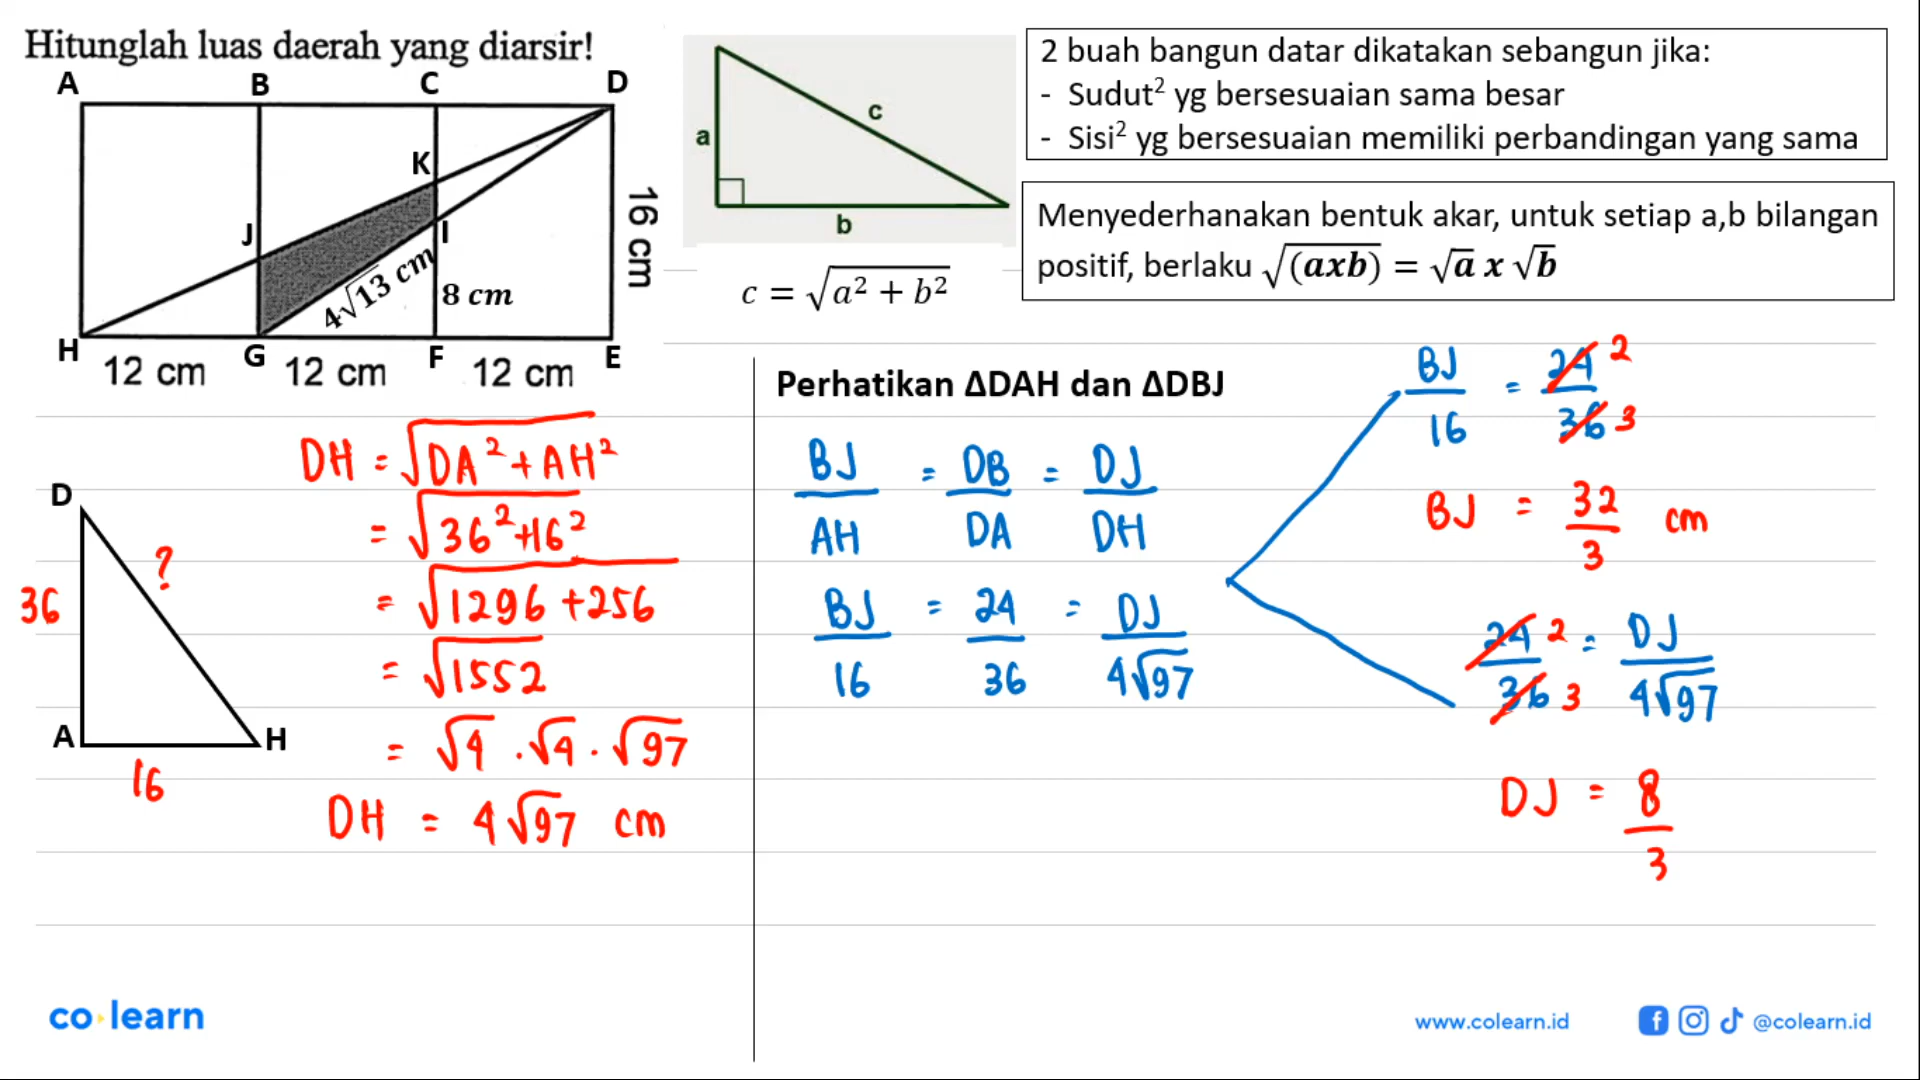 Hitunglah luas daerah yang diarsir!
A B C D
K
J I
16 cm
4√13 cm
8 cm
H G F E
12 cm 12 cm 12 cm
a c
b
c = √(a² + b²)
2 buah bangun datar dikatakan sebangun jika:
- Sudut² yg bersesuaian sama besar
- Sisi² yg bersesuaian memiliki perbandingan yang sama
Menyederhanakan bentuk akar, untuk setiap a,b bilangan
positif, berlaku √(axb) = √a x √b
D
36
?
A H
16
DH = √(DA² + AH²)
= √(36² + 16²)
= √(1296 + 256)
= √1552
= √4 . √4 . √97
DH = 4√97 cm
Perhatikan ΔDAH dan ΔDBJ
BJ/AH = DB/DA = DJ/DH
BJ/16 = 24/36 = DJ/4√97
BJ/16 = 24/36 2/3
BJ = 32/3 cm
24/36 2/3 = DJ/4√97
DJ = 8/3
co learn
www.colearn.id
@colearn.id